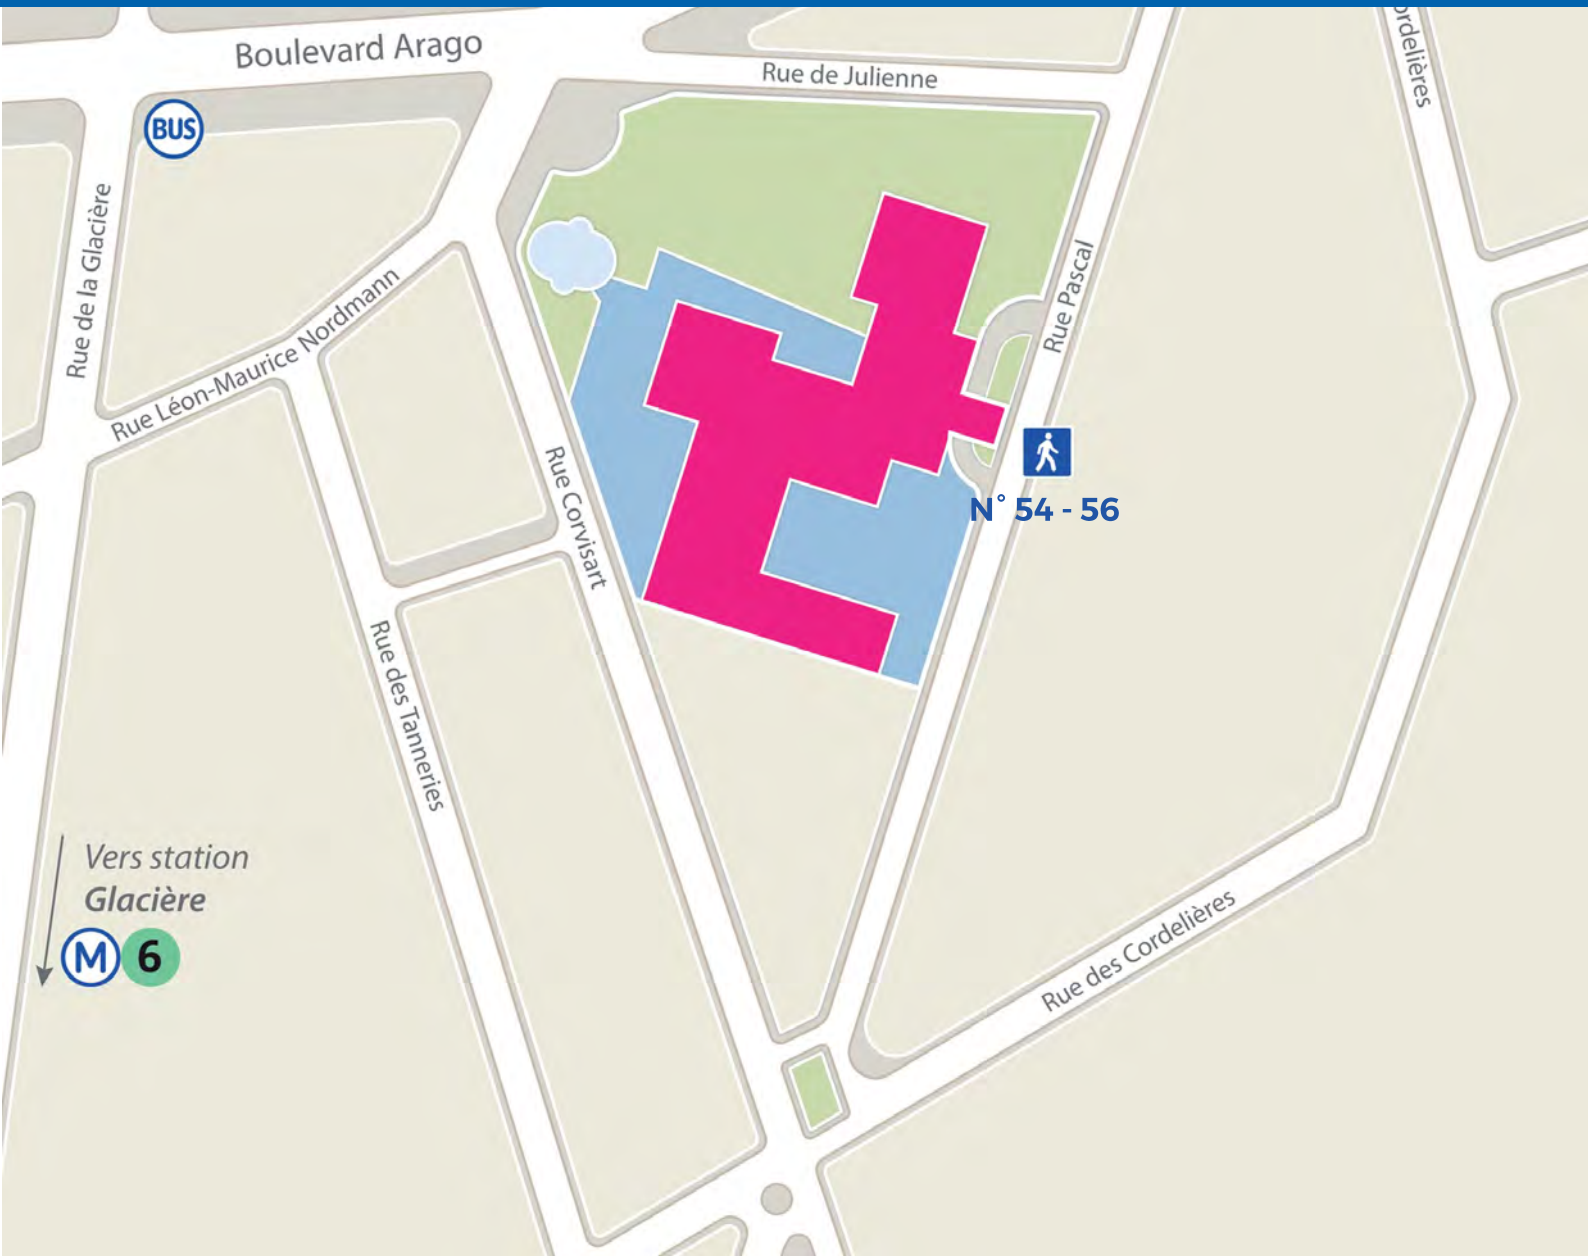 Boulevard Arago
Rue de Julienne
ordelières
BUS
Rue de la Glacière
Rue Léon-Maurice Nordmann
Rue Pascal
Rue Corvisart
N° 54 - 56
Rue des Tanneries
Vers station
Glacière
M 6
Rue des Cordelières